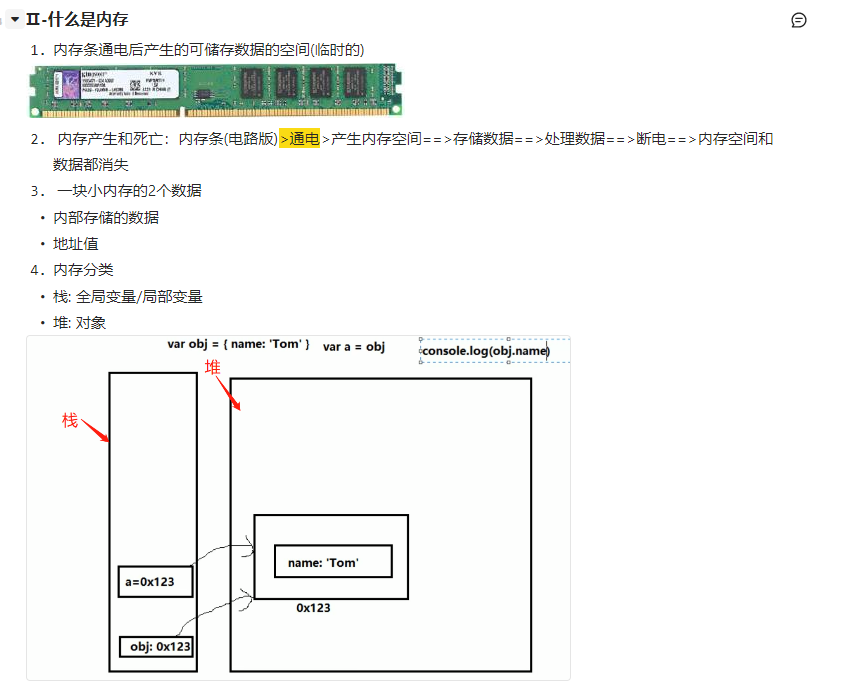 II-什么是内存
1. 内存条通电后产生的可储存数据的空间(临时的)
2. 内存产生和死亡：内存条(电路版)>通电>产生内存空间==>存储数据==>处理数据==>断电==>内存空间和
数据都消失
3. 一块小内存的2个数据
• 内部存储的数据
• 地址值
4. 内存分类
• 栈: 全局变量/局部变量
• 堆: 对象
var obj = { name: 'Tom' } var a = obj console.log(obj.name)
堆
栈
name: 'Tom'
a=0x123
0x123
obj: 0x123